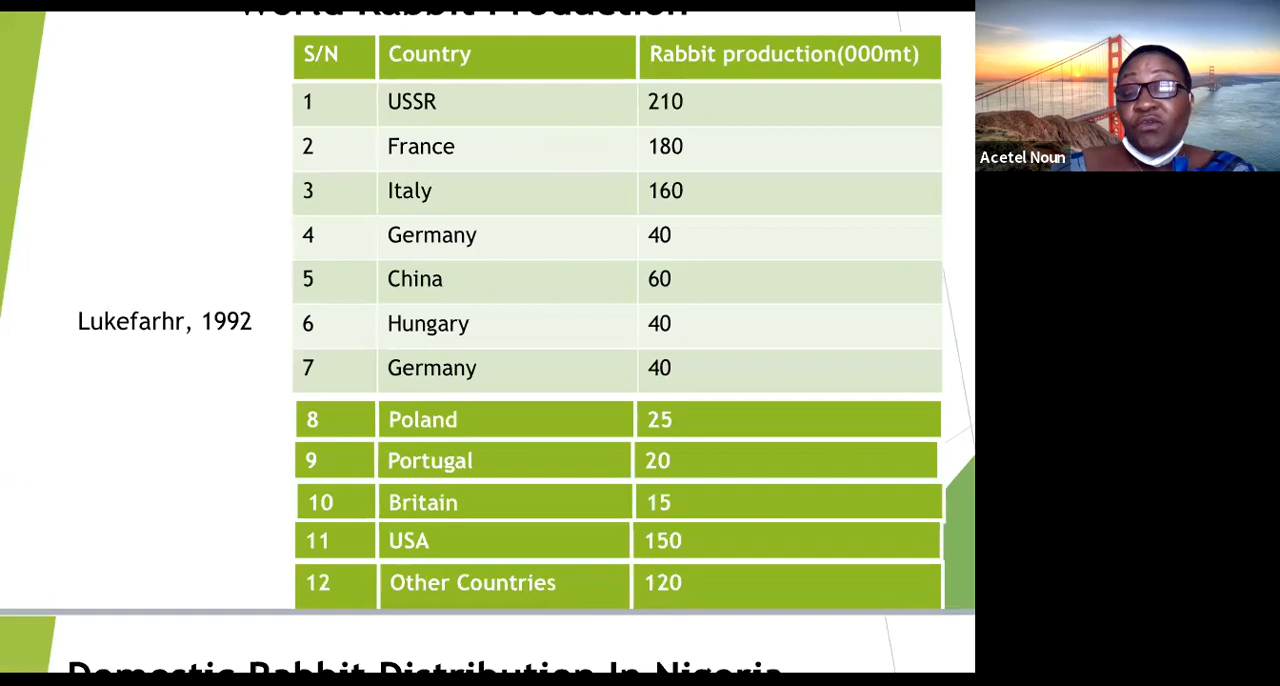 World Rabbit Production
S/N Country Rabbit production(000mt)
1 USSR 210
2 France 180
3 Italy 160
4 Germany 40
5 China 60
Lukefarhr, 1992
6 Hungary 40
7 Germany 40
8 Poland 25
9 Portugal 20
10 Britain 15
11 USA 150
12 Other Countries 120
Domestic Rabbit Distribution In Nigeria
Acetel Noun